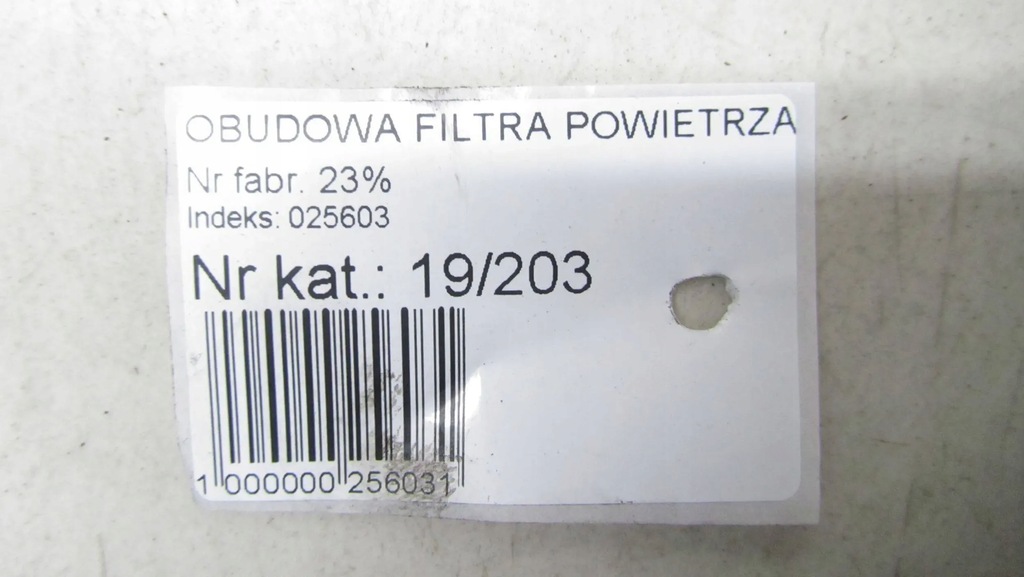 OBUDOWA FILTRA POWIETRZA
Nr fabr. 23%
Indeks: 025603
Nr kat.: 19/203
1 000000 256031